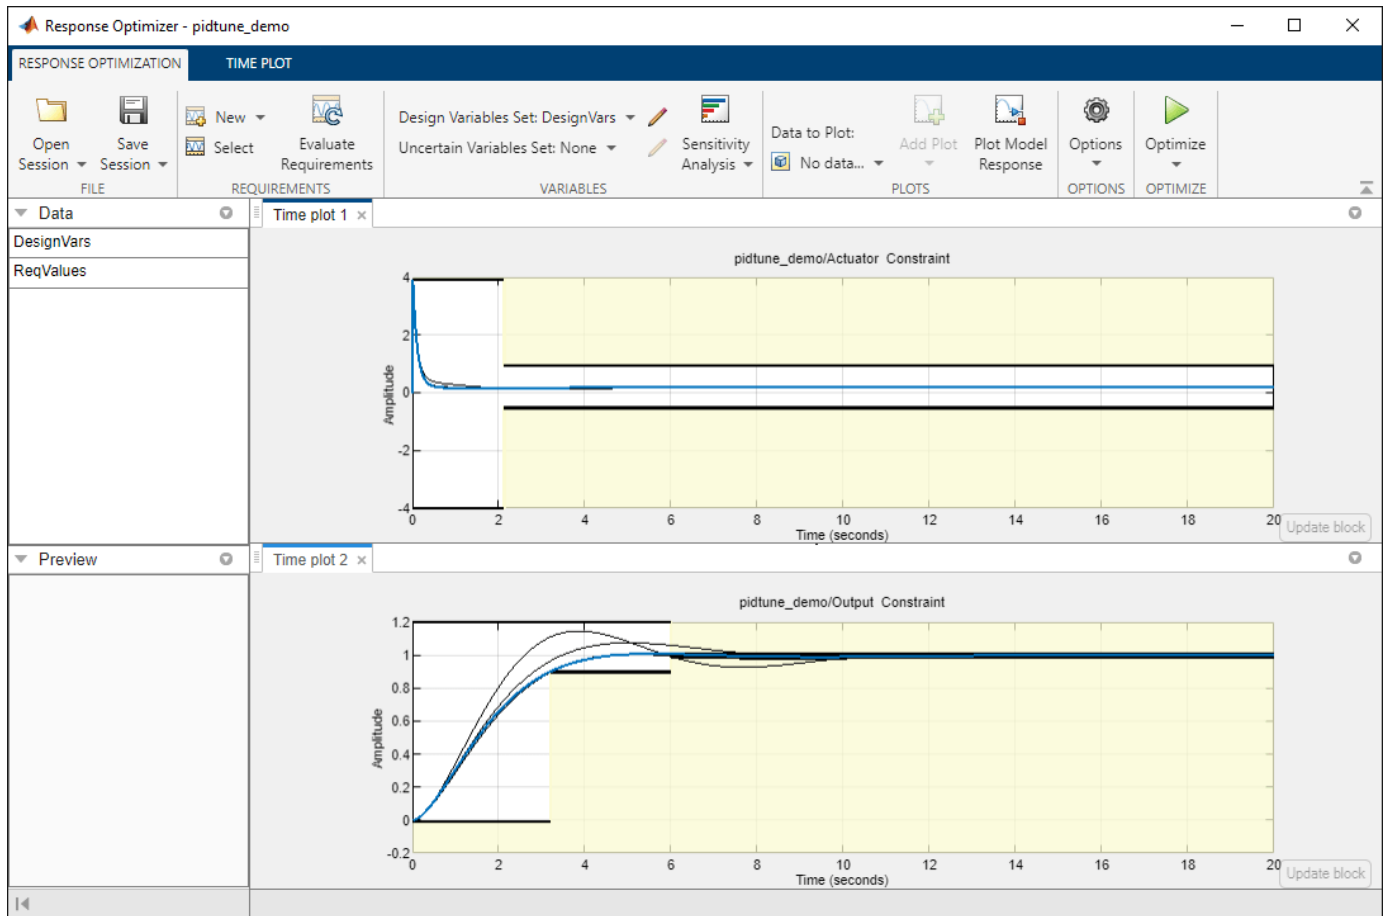 Response Optimizer - pidtune_demo
RESPONSE OPTIMIZATION TIME PLOT
Open Session
Save Session
New
Select
Evaluate Requirements
Design Variables Set: DesignVars
Uncertain Variables Set: None
Sensitivity Analysis
Data to Plot:
No data...
Add Plot
Plot Model Response
Options
Optimize
FILE REQUIREMENTS VARIABLES PLOTS OPTIONS OPTIMIZE
Data
DesignVars
ReqValues
Time plot 1
pidtune_demo/Actuator Constraint
4
2
0
-2
-4
Amplitude
0 2 4 6 8 10 12 14 16 18 20
Time (seconds)
Update block
Preview
Time plot 2
pidtune_demo/Output Constraint
1.2
1
0.8
0.6
0.4
0.2
0
-0.2
Amplitude
0 2 4 6 8 10 12 14 16 18 20
Time (seconds)
Update block